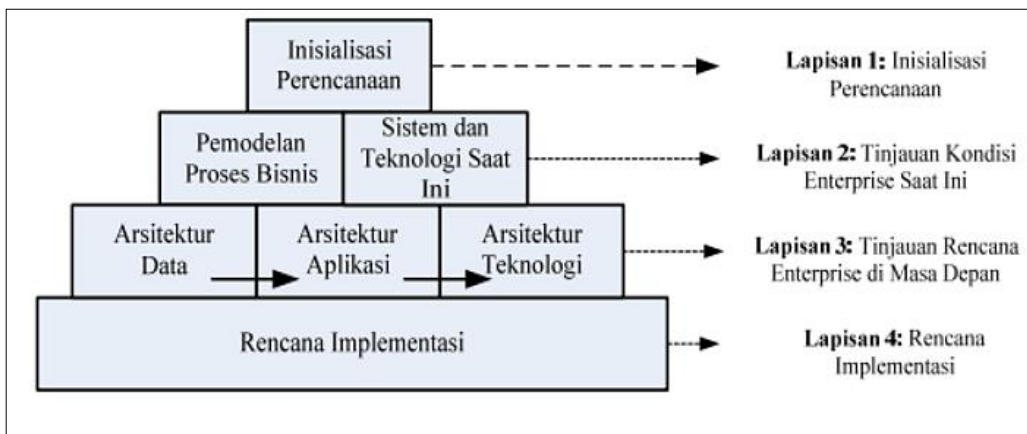 Inisialisasi
Perencanaan
Lapisan 1: Inisialisasi
Perencanaan
Pemodelan
Proses Bisnis
Sistem dan
Teknologi Saat
Ini
Lapisan 2: Tinjauan Kondisi
Enterprise Saat Ini
Arsitektur
Data
Arsitektur
Aplikasi
Arsitektur
Teknologi
Lapisan 3: Tinjauan Rencana
Enterprise di Masa Depan
Rencana Implementasi
Lapisan 4: Rencana
Implementasi